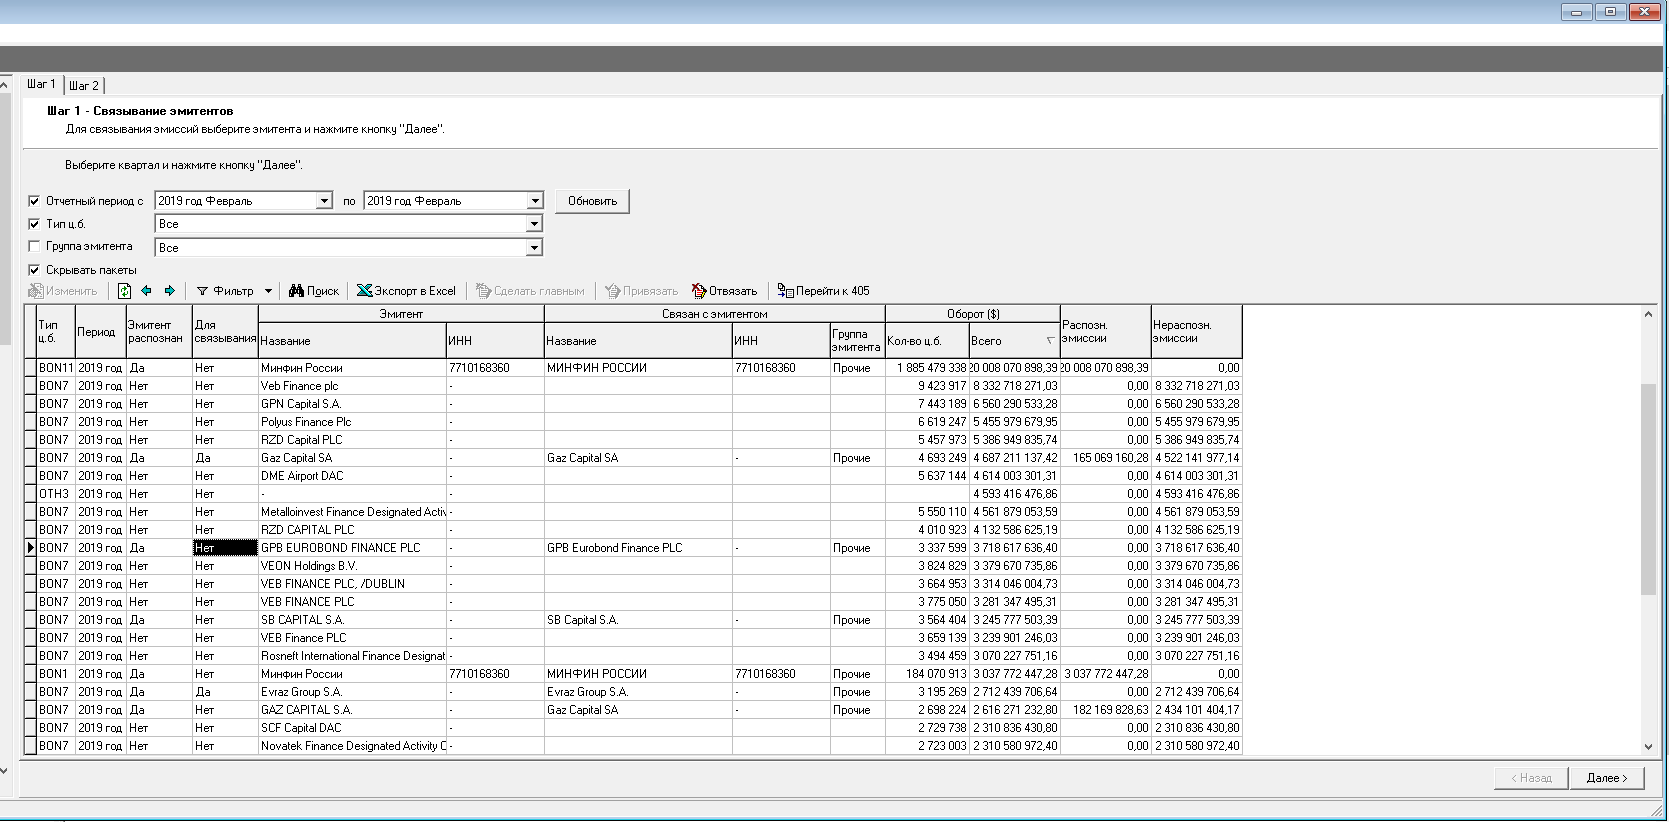 Шаг 1 Шаг 2
Шаг 1 - Связывание эмитентов
Для связывания эмиссий выберите эмитента и нажмите кнопку "Далее".
Выберите квартал и нажмите кнопку "Далее".
Отчетный период с 2019 год Февраль по 2019 год Февраль Обновить
Тип ц.б. Все
Группа эмитента Все
Скрывать пакеты
Изменить Фильтр Поиск Экспорт в Excel Сделать главным Привязать Отвязать Перейти к 405
Тип ц.б. Период Эмитент распознан Для связывания Эмитент Связан с эмитентом Оборот ($) Распозн. эмиссии Нераспозн. эмиссии
Название ИНН Название ИНН Группа эмитента Кол-во ц.б. Всего
BON11 2019 год Да Нет Минфин России 7710168360 МИНФИН РОССИИ 7710168360 Прочие 1 885 479 338 20 008 070 898,39 20 008 070 898,39 0,00
BON7 2019 год Нет Нет Veb Finance plc - 9 423 917 8 332 718 271,03 0,00 8 332 718 271,03
BON7 2019 год Нет Нет GPN Capital S.A. - 7 443 189 6 560 290 533,28 0,00 6 560 290 533,28
BON7 2019 год Нет Нет Polyus Finance Plc - 6 619 247 5 455 979 679,95 0,00 5 455 979 679,95
BON7 2019 год Нет Нет RZD Capital PLC - 5 457 973 5 386 949 835,74 0,00 5 386 949 835,74
BON7 2019 год Да Да Gaz Capital SA - Gaz Capital SA - Прочие 4 693 249 4 687 211 137,42 165 069 160,28 4 522 141 977,14
BON7 2019 год Нет Нет DME Airport DAC - 5 637 144 4 614 003 301,31 0,00 4 614 003 301,31
OTH3 2019 год Нет Нет - - 4 593 416 476,86 0,00 4 593 416 476,86
BON7 2019 год Нет Нет Metalloinvest Finance Designated Activ - 5 550 110 4 561 879 053,59 0,00 4 561 879 053,59
BON7 2019 год Нет Нет RZD CAPITAL PLC - 4 010 923 4 132 586 625,19 0,00 4 132 586 625,19
BON7 2019 год Да Нет GPB EUROBOND FINANCE PLC - GPB Eurobond Finance PLC - Прочие 3 337 599 3 718 617 636,40 0,00 3 718 617 636,40
BON7 2019 год Нет Нет VEON Holdings B.V. - 3 824 829 3 379 670 735,86 0,00 3 379 670 735,86
BON7 2019 год Нет Нет VEB FINANCE PLC, /DUBLIN - 3 664 953 3 314 046 004,73 0,00 3 314 046 004,73
BON7 2019 год Нет Нет VEB FINANCE PLC - 3 775 050 3 281 347 495,31 0,00 3 281 347 495,31
BON7 2019 год Да Нет SB CAPITAL S.A. - SB Capital S.A. - Прочие 3 564 404 3 245 777 503,39 0,00 3 245 777 503,39
BON7 2019 год Нет Нет VEB Finance PLC - 3 659 139 3 239 901 246,03 0,00 3 239 901 246,03
BON7 2019 год Нет Нет Rosneft International Finance Designat - 3 494 459 3 070 227 751,16 0,00 3 070 227 751,16
BON1 2019 год Да Нет Минфин России 7710168360 МИНФИН РОССИИ 7710168360 Прочие 184 070 913 3 037 772 447,28 3 037 772 447,28 0,00
BON7 2019 год Да Да Evraz Group S.A. - Evraz Group S.A. - Прочие 3 195 269 2 712 439 706,64 0,00 2 712 439 706,64
BON7 2019 год Да Нет GAZ CAPITAL S.A. - Gaz Capital SA - Прочие 2 698 224 2 616 271 232,80 182 169 828,63 2 434 101 404,17
BON7 2019 год Нет Нет SCF Capital DAC - 2 729 738 2 310 836 430,80 0,00 2 310 836 430,80
BON7 2019 год Нет Нет Novatek Finance Designated Activity C - 2 723 003 2 310 580 972,40 0,00 2 310 580 972,40
< Назад Далее >